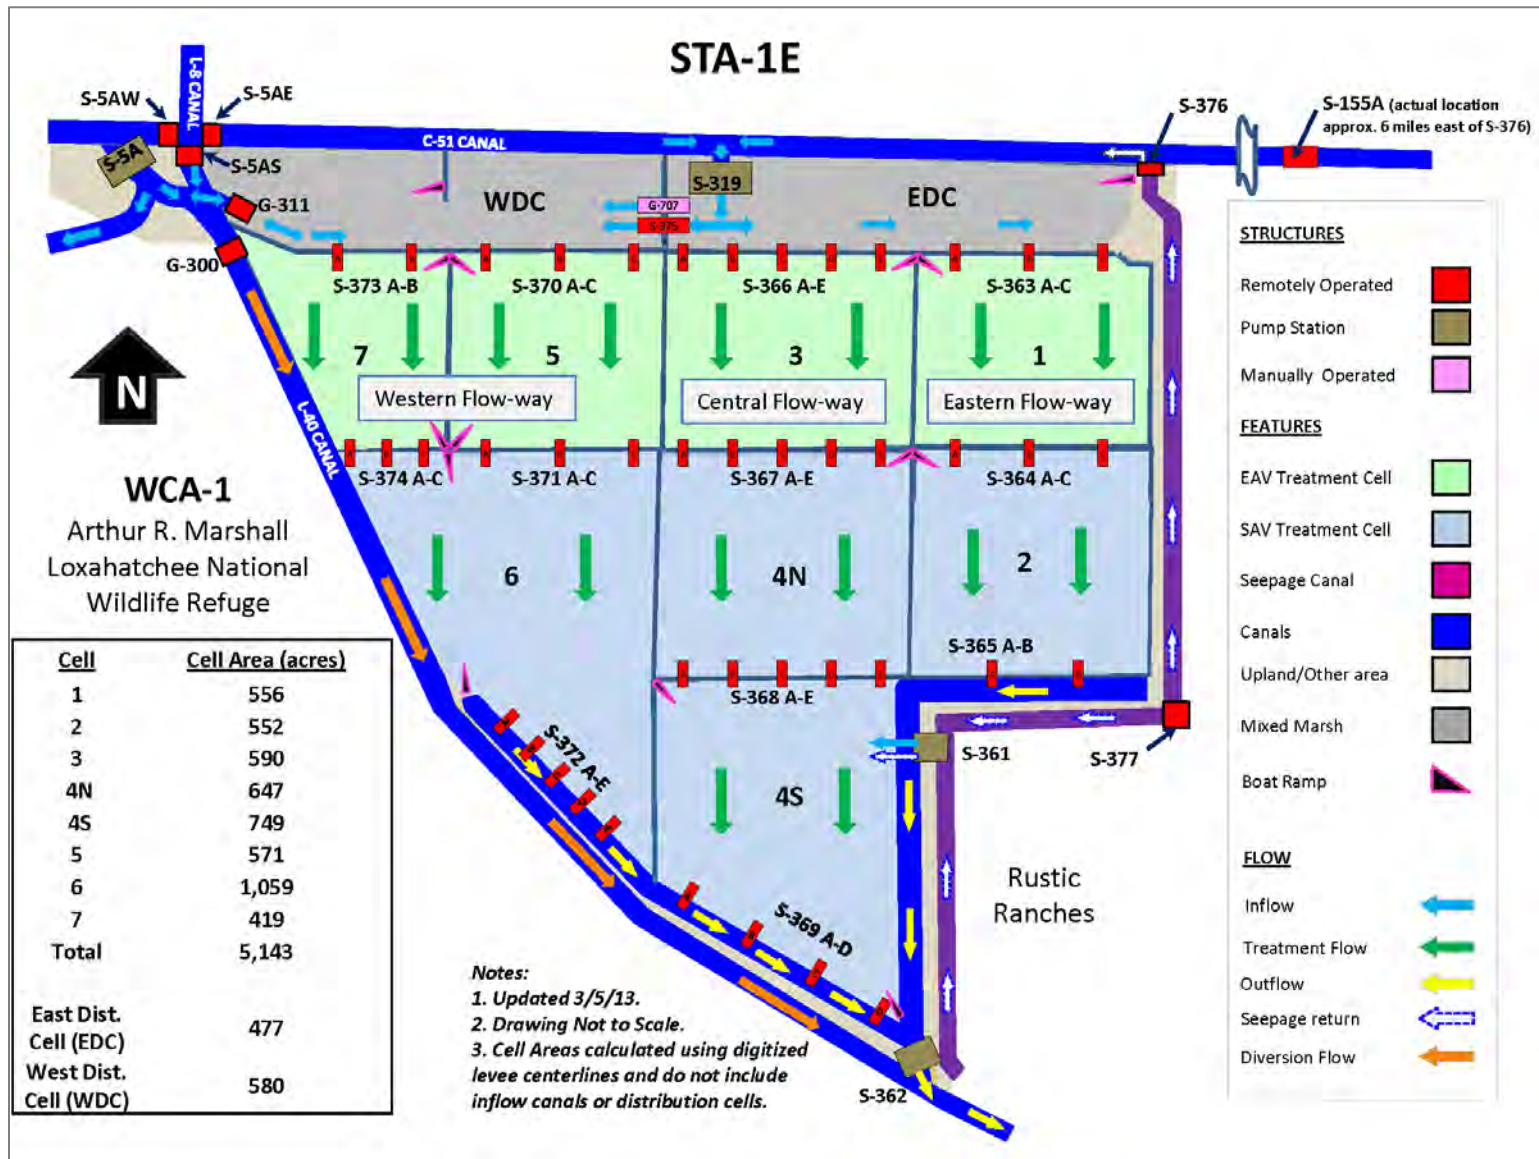 STA-1E
L-8 CANAL
S-5AW
S-5AE
S-376
S-155A (actual location
approx. 6 miles east of S-376)
C-51 CANAL
S-5A
S-5AS
S-319
G-311
WDC
EDC
G-707
S-375
G-300
S-373 A-B
S-370 A-C
S-366 A-E
S-363 A-C
7
5
3
1
Western Flow-way
Central Flow-way
Eastern Flow-way
L-40 CANAL
N
S-374 A-C
S-371 A-C
S-367 A-E
S-364 A-C
WCA-1
Arthur R. Marshall
Loxahatchee National
Wildlife Refuge
6
4N
2
S-365 A-B
S-368 A-E
S-372 A-E
S-361
S-377
4S
Rustic
Ranches
S-369 A-D
S-362
Cell Cell Area (acres)
1 556
2 552
3 590
4N 647
4S 749
5 571
6 1,059
7 419
Total 5,143
East Dist.
Cell (EDC) 477
West Dist.
Cell (WDC) 580
Notes:
1. Updated 3/5/13.
2. Drawing Not to Scale.
3. Cell Areas calculated using digitized
levee centerlines and do not include
inflow canals or distribution cells.
STRUCTURES
Remotely Operated
Pump Station
Manually Operated
FEATURES
EAV Treatment Cell
SAV Treatment Cell
Seepage Canal
Canals
Upland/Other area
Mixed Marsh
Boat Ramp
FLOW
Inflow
Treatment Flow
Outflow
Seepage return
Diversion Flow